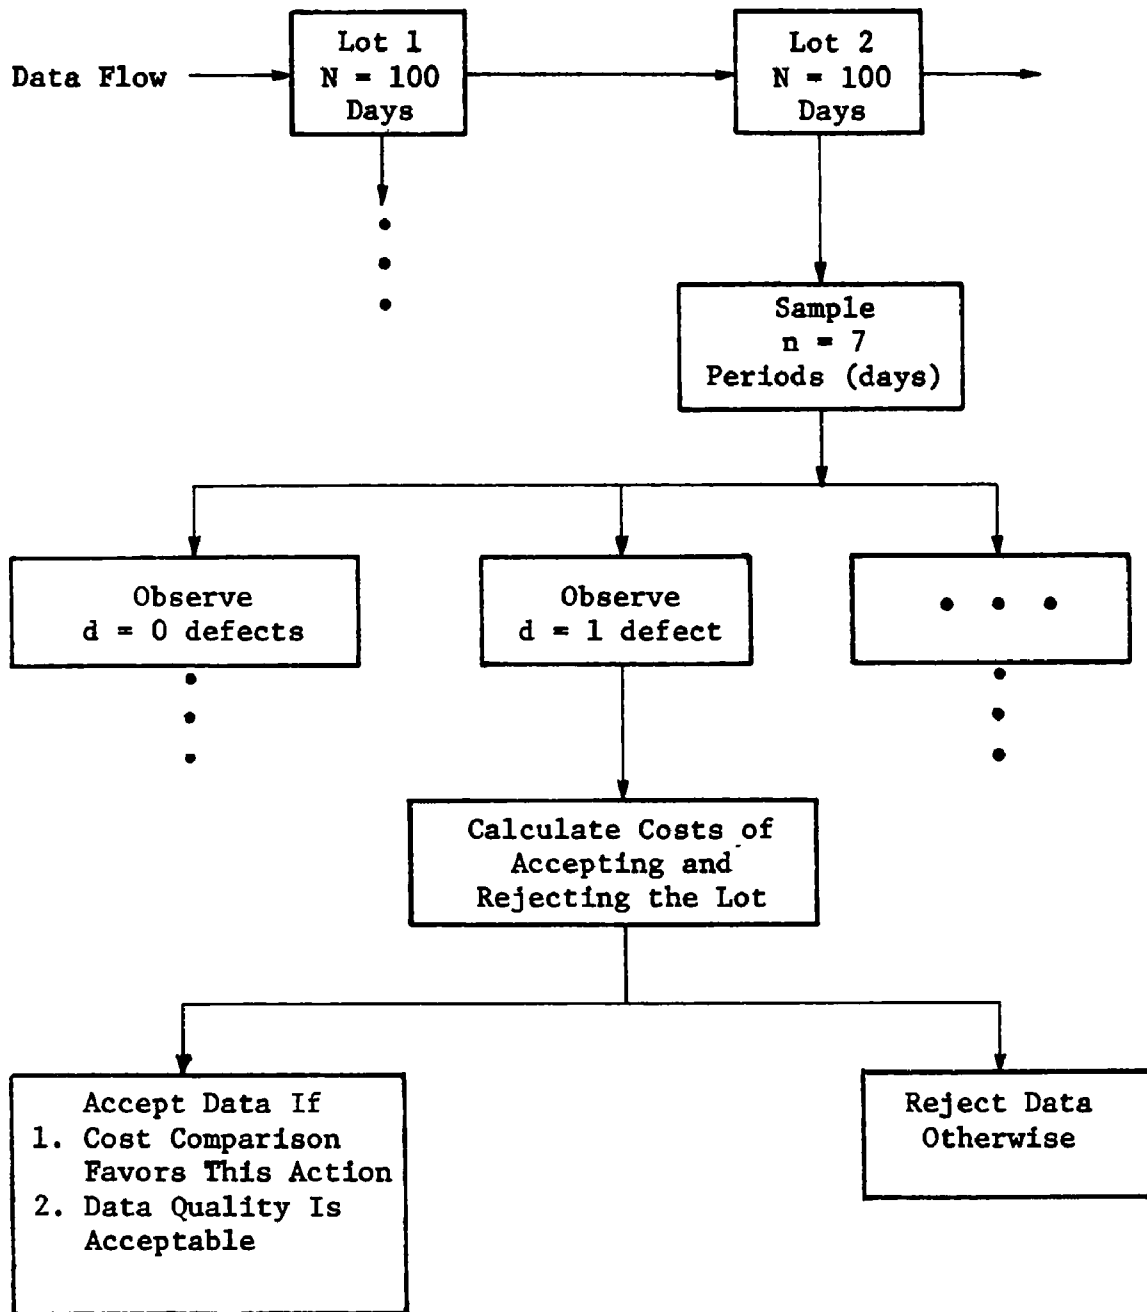 Data Flow
Lot 1
N = 100
Days
Lot 2
N = 100
Days
Sample
n = 7
Periods (days)
Observe
d = 0 defects
Observe
d = 1 defect
Calculate Costs of
Accepting and
Rejecting the Lot
Accept Data If
1. Cost Comparison
Favors This Action
2. Data Quality Is
Acceptable
Reject Data
Otherwise